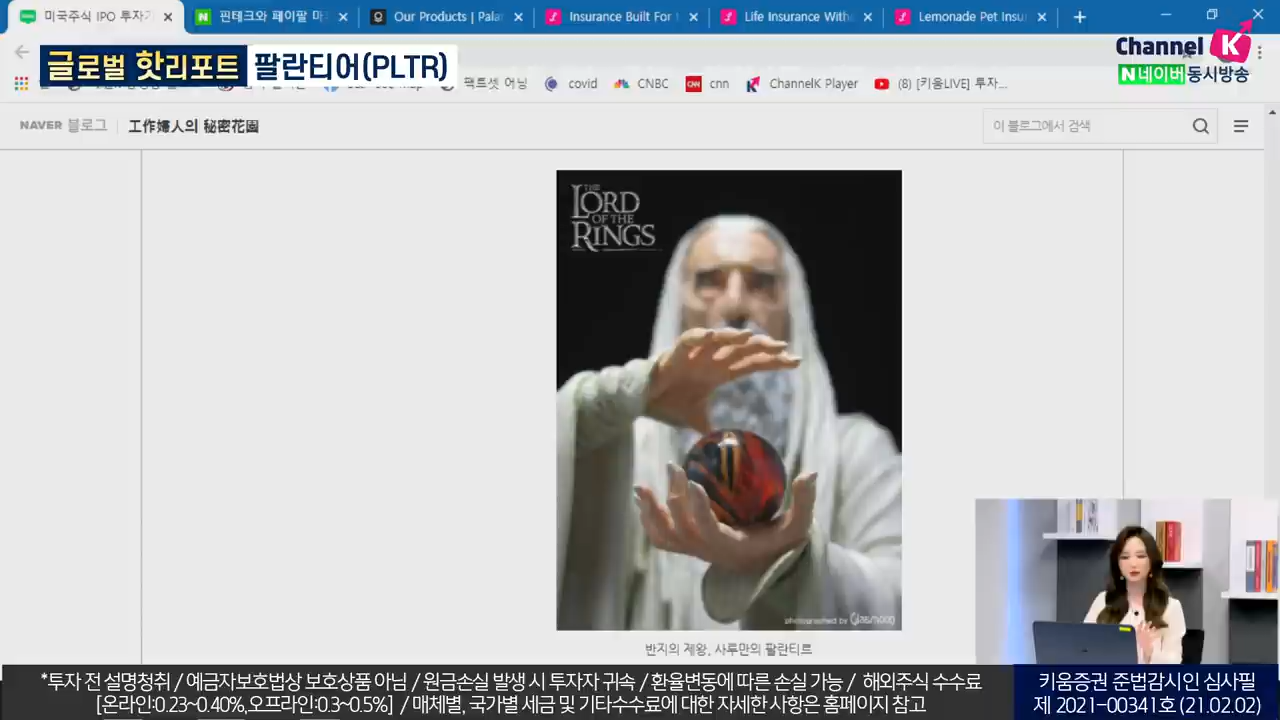 미국주식 IPO 투자기
핀테크와 페이팔 마
Our Products | Pala
Insurance Built For
Life Insurance With
Lemonade Pet Insu
글로벌 핫리포트 팔란티어(PLTR)
Channel K
N네이버동시방송
팩트셋 어닝
covid
CNBC
cnn
ChannelK Player
(8) [키움LIVE] 투자...
NAVER 블로그
工作婦人의 秘密花園
이 블로그에서 검색
THE
LORD
OF THE
RINGS
photographed by Glasmoog
반지의 제왕, 사루만의 팔란티르
*투자 전 설명청취 / 예금자보호법상 보호상품 아님 / 원금손실 발생 시 투자자 귀속 / 환율변동에 따른 손실 가능 / 해외주식 수수료
[온라인:0.23~0.40%,오프라인:0.3~0.5%] / 매체별, 국가별 세금 및 기타수수료에 대한 자세한 사항은 홈페이지 참고
키움증권 준법감시인 심사필
제 2021-00341호 (21.02.02)